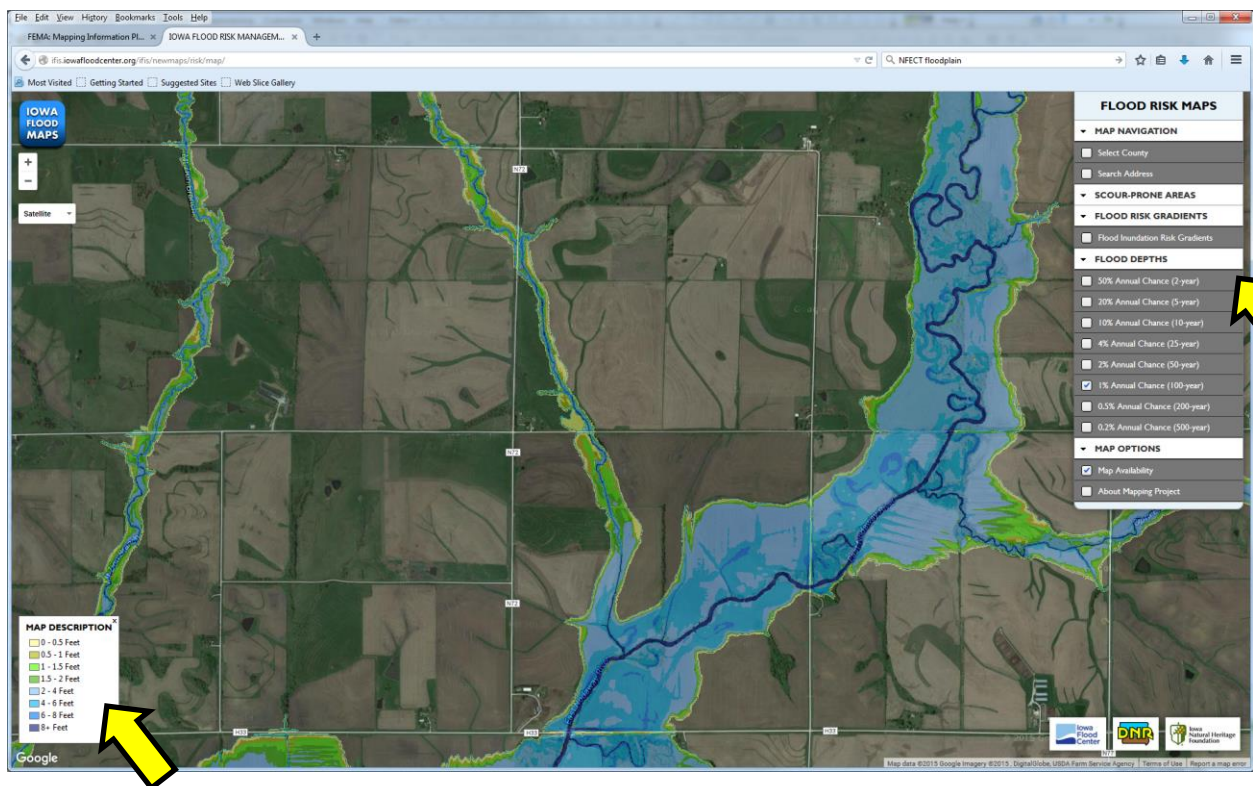 File Edit View History Bookmarks Tools Help
FEMA: Mapping Information Pl... × IOWA FLOOD RISK MANAGEM... × +
ifis.iowafloodcenter.org/ifis/newmaps/risk/map/ NFECT floodplain
Most Visited Getting Started Suggested Sites Web Slice Gallery
IOWA
FLOOD
MAPS
+
−
Satellite
FLOOD RISK MAPS
MAP NAVIGATION
Select County
Search Address
SCOUR-PRONE AREAS
FLOOD RISK GRADIENTS
Flood Inundation Risk Gradients
FLOOD DEPTHS
50% Annual Chance (2-year)
20% Annual Chance (5-year)
10% Annual Chance (10-year)
4% Annual Chance (25-year)
2% Annual Chance (50-year)
1% Annual Chance (100-year)
0.5% Annual Chance (200-year)
0.2% Annual Chance (500-year)
MAP OPTIONS
Map Availability
About Mapping Project
N72
N72
N72
MAP DESCRIPTION ×
0 - 0.5 Feet
0.5 - 1 Feet
1 - 1.5 Feet
1.5 - 2 Feet
2 - 4 Feet
4 - 6 Feet
6 - 8 Feet
8+ Feet
H33
H33
H33
N77
Iowa
Flood
Center
DNR
Iowa
Natural Heritage
Foundation
Google
Map data ©2015 Google Imagery ©2015, DigitalGlobe, USDA Farm Service Agency Terms of Use Report a map error